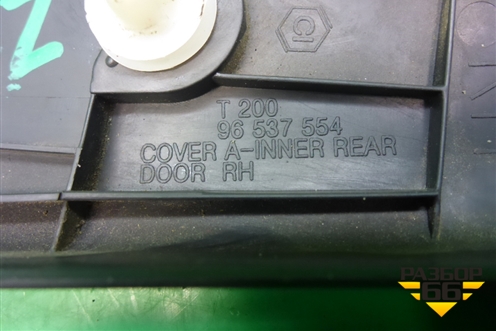 T 200
96 537 554
COVER A-INNER REAR
DOOR RH
РАЗБОР
66